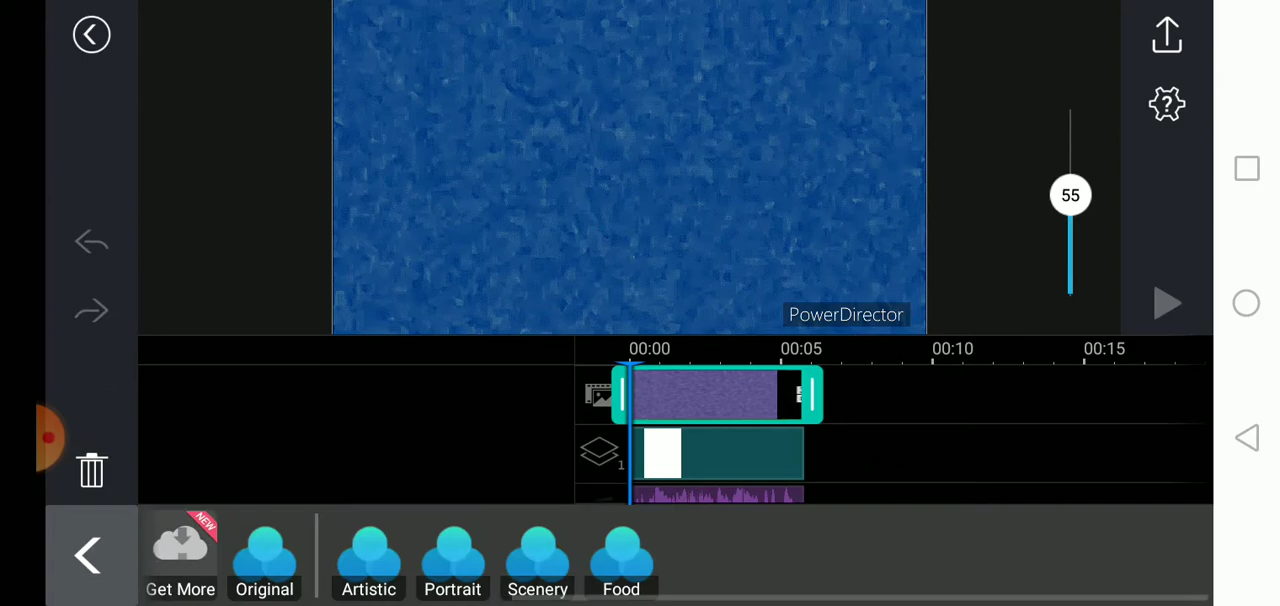 55
PowerDirector
00:00 00:05 00:10 00:15
1
NEW
Get More Original Artistic Portrait Scenery Food